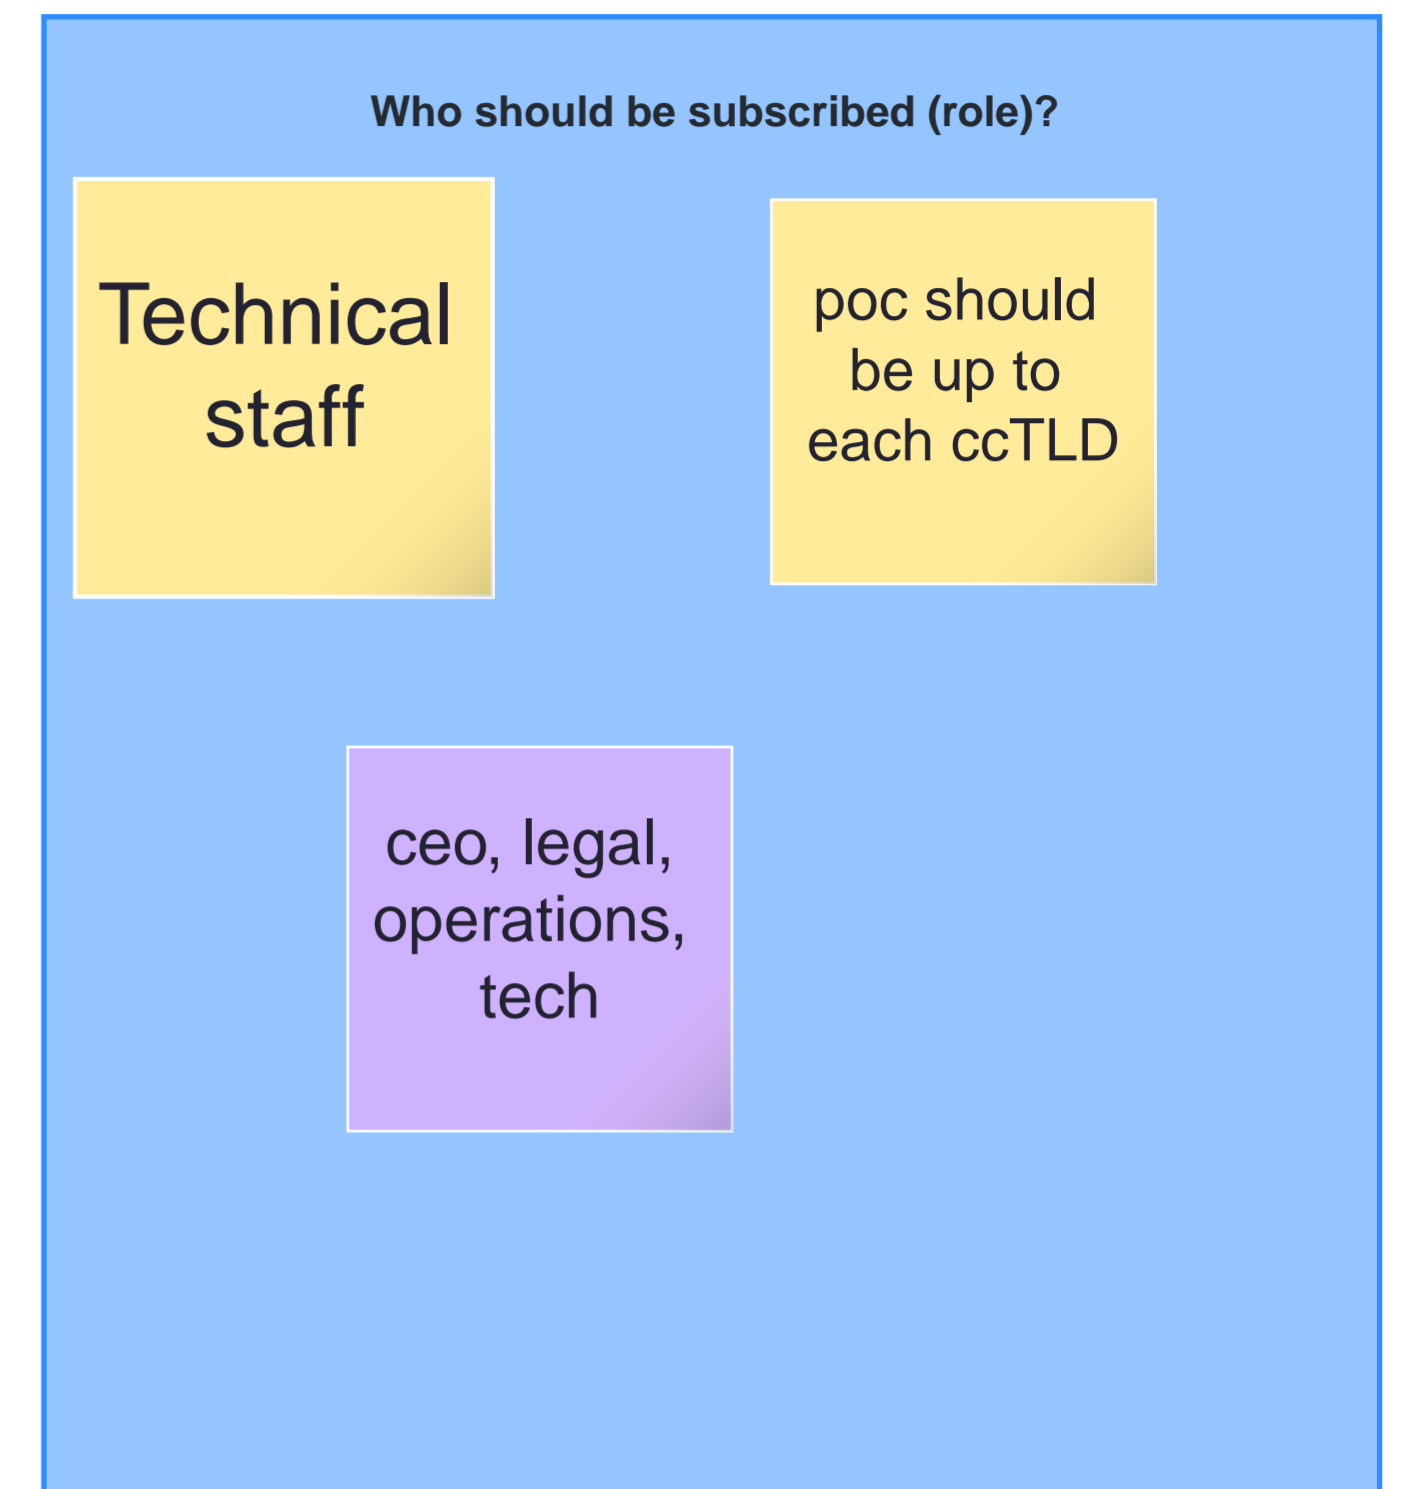 Who should be subscribed (role)?
Technical
staff
poc should
be up to
each ccTLD
ceo, legal,
operations,
tech